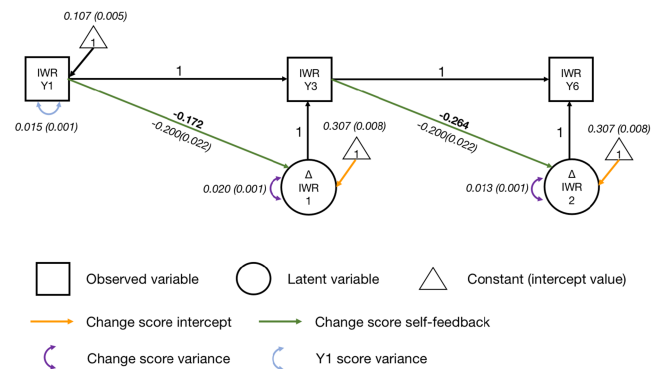 0.107 (0.005)
1
IWR
Y1
1
IWR
Y3
1
IWR
Y6
0.015 (0.001)
-0.172
-0.200(0.022)
1
0.307 (0.008)
1
-0.264
-0.200(0.022)
1
0.307 (0.008)
1
0.020 (0.001)
Δ
IWR
1
0.013 (0.001)
Δ
IWR
2
Observed variable
Latent variable
Constant (intercept value)
Change score intercept
Change score self-feedback
Change score variance
Y1 score variance